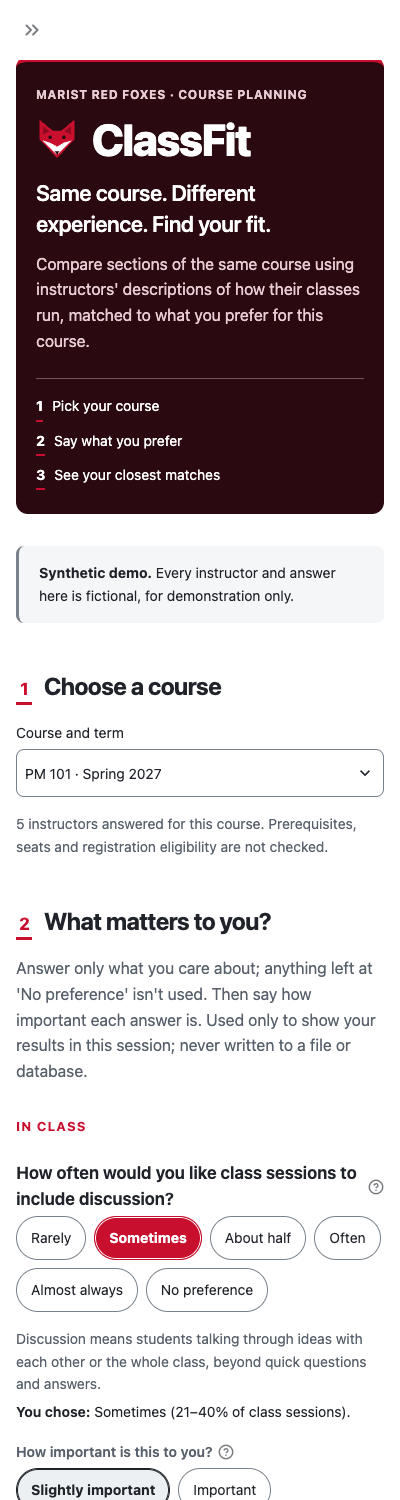 MARIST RED FOXES · COURSE PLANNING
ClassFit
Same course. Different
experience. Find your fit.
Compare sections of the same course using
instructors' descriptions of how their classes
run, matched to what you prefer for this
course.
1 Pick your course
2 Say what you prefer
3 See your closest matches
Synthetic demo. Every instructor and answer
here is fictional, for demonstration only.
1 Choose a course
Course and term
PM 101 · Spring 2027
5 instructors answered for this course. Prerequisites,
seats and registration eligibility are not checked.
2 What matters to you?
Answer only what you care about; anything left at
'No preference' isn't used. Then say how
important each answer is. Used only to show your
results in this session; never written to a file or
database.
IN CLASS
How often would you like class sessions to
include discussion?
Rarely Sometimes About half Often
Almost always No preference
Discussion means students talking through ideas with
each other or the whole class, beyond quick questions
and answers.
You chose: Sometimes (21–40% of class sessions).
How important is this to you?
Slightly important Important